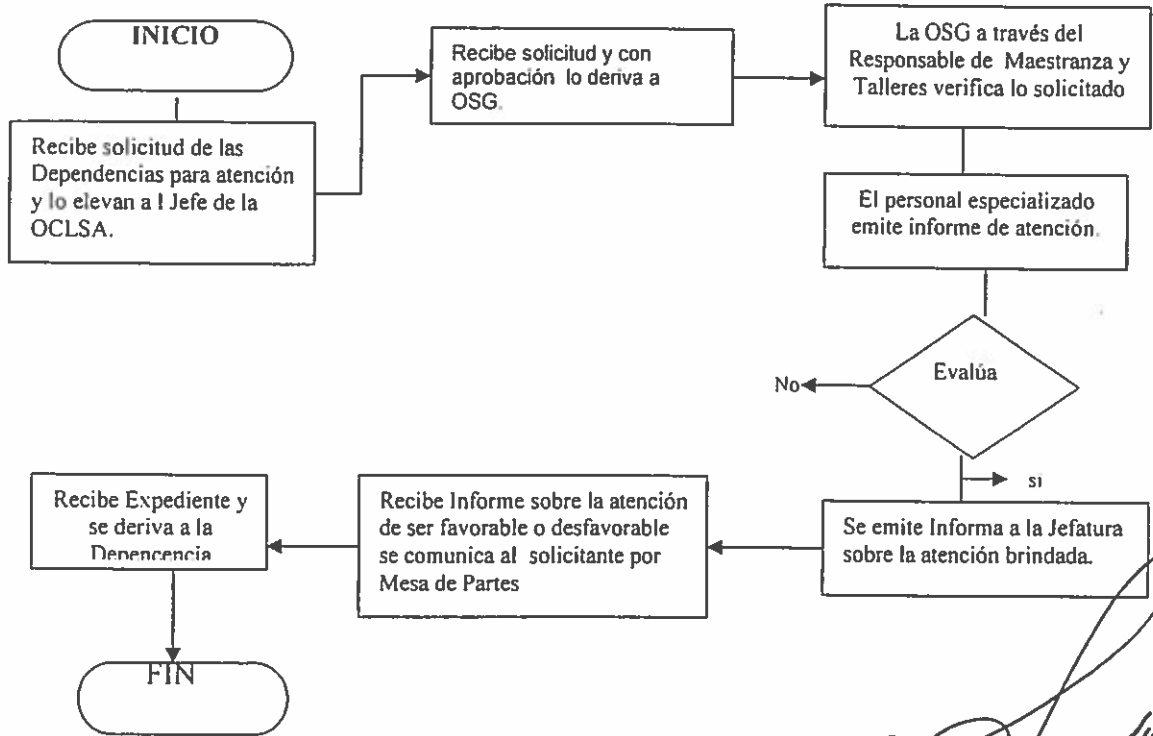 INICIO
Recibe solicitud de las
Dependencias para atención
y lo elevan a l Jefe de la
OCLSA.
Recibe solicitud y con
aprobación lo deriva a
OSG.
La OSG a través del
Responsable de Maestranza y
Talleres verifica lo solicitado
El personal especializado
emite informe de atención.
Evalúa
No
si
Se emite Informa a la Jefatura
sobre la atención brindada.
Recibe Informe sobre la atención
de ser favorable o desfavorable
se comunica al solicitante por
Mesa de Partes
Recibe Expediente y
se deriva a la
Depencencia
FIN